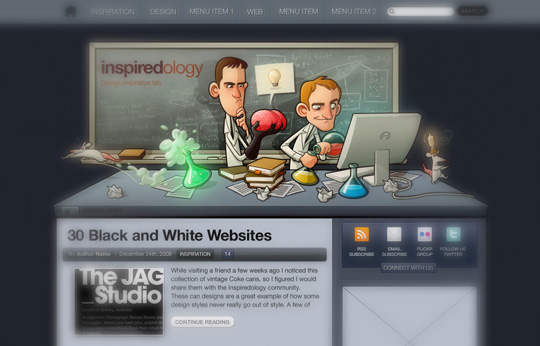 INSPIRATION DESIGN MENU ITEM 1 WEB MENU ITEM MENU ITEM 2 SEARCH
inspiredology
Design inspiration lab.
30 Black and White Websites
By Author Name | December 24th, 2009 INSPIRATION 14
The JAG
_Studio
While visiting a friend a few weeks ago I noticed this
collection of vintage Coke cans, so I figured I would
share them with the Inspiredology community.
These can designs are a great example of how some
design styles never really go out of style. A few of
CONTINUE READING
RSS SUBSCRIBE
EMAIL SUBSCRIBE
FLICKR GROUP
FOLLOW US TWITTER
CONNECT WITH US